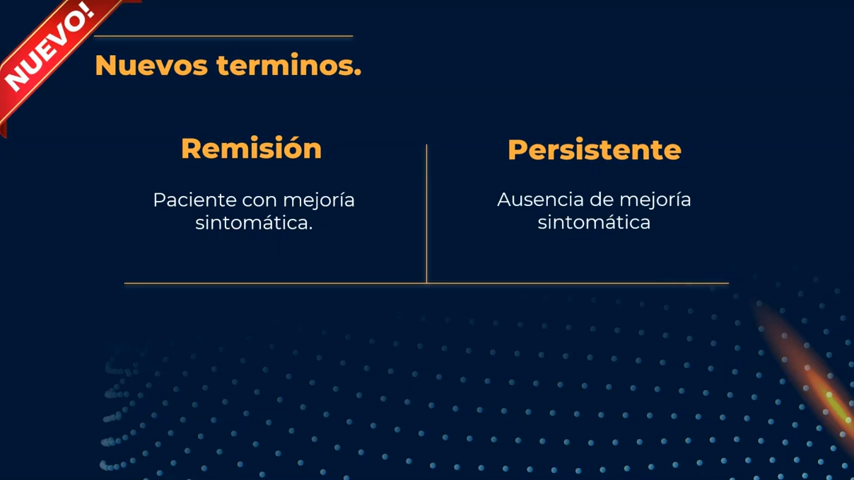 NUEVO!
Nuevos terminos.
Remisión
Paciente con mejoría
sintomática.
Persistente
Ausencia de mejoría
sintomática